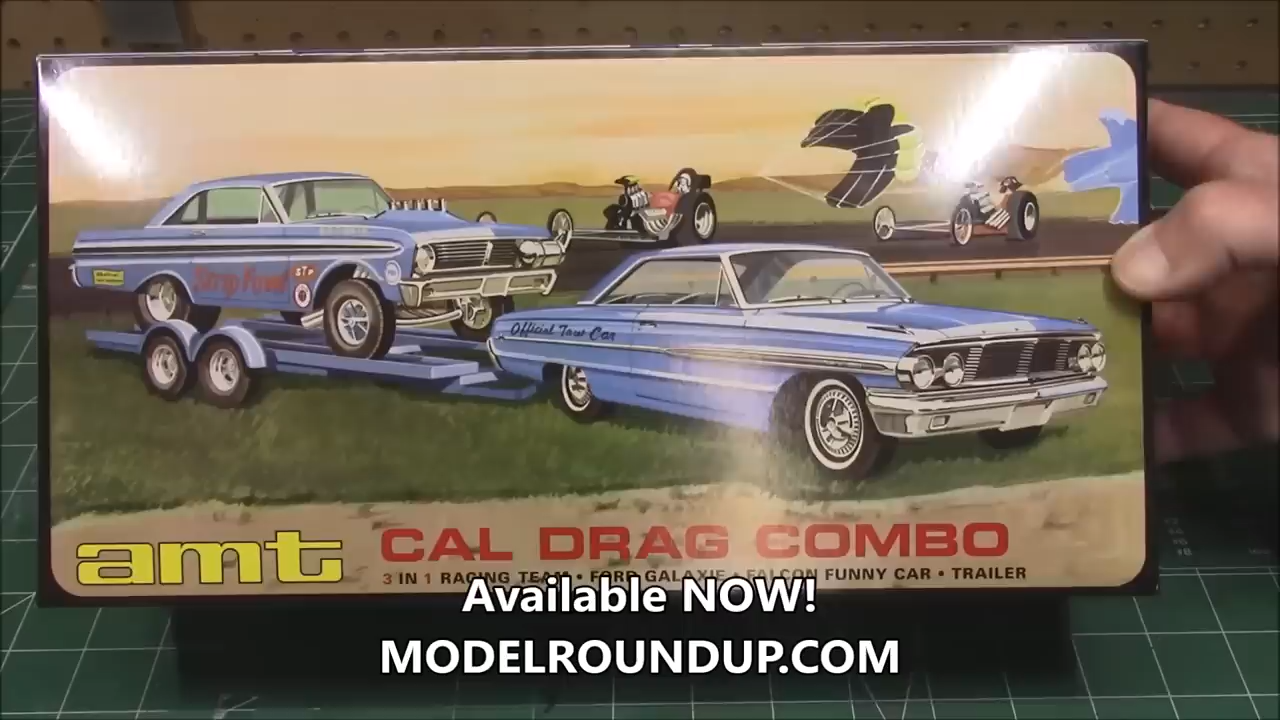 Strip Fown
STP
Official Tow Car
amt
CAL DRAG COMBO
3 IN 1 RACING TEAM • FORD GALAXIE • FALCON FUNNY CAR • TRAILER
Available NOW!
MODELROUNDUP.COM